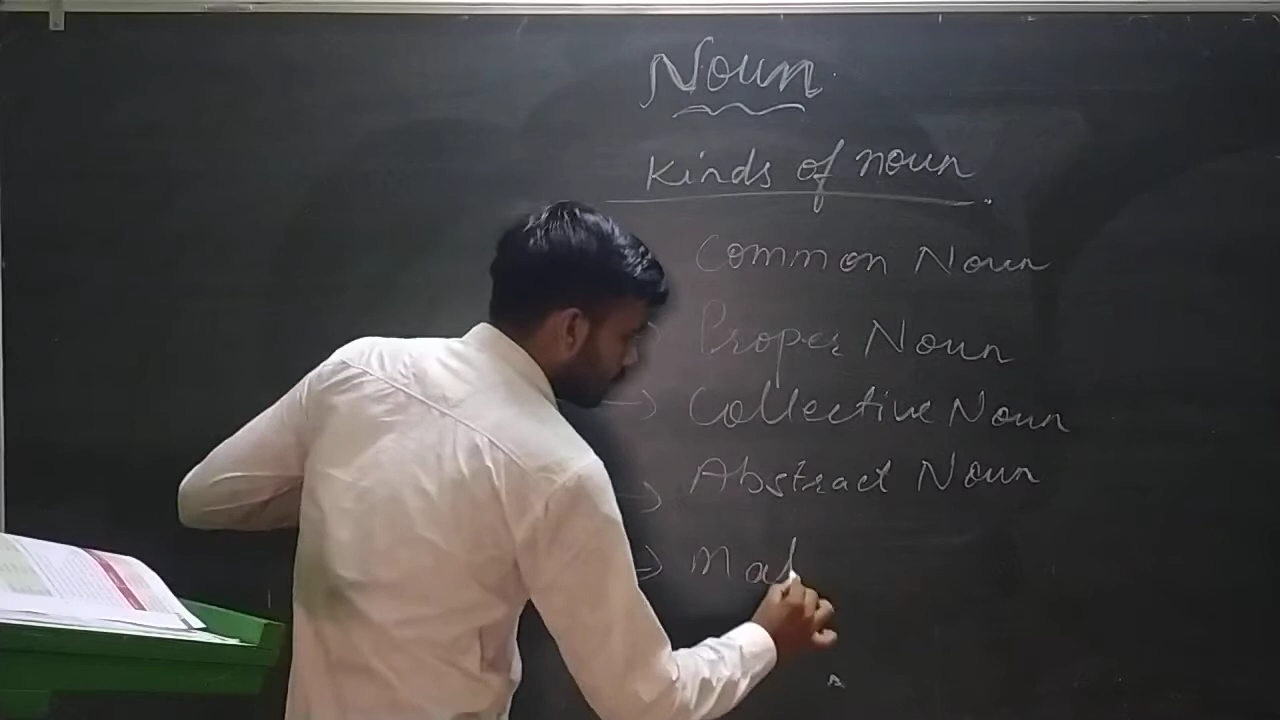 Noun
Kinds of noun
Common Noun
Proper Noun
→ Collective Noun
→ Abstract Noun
→ Mat